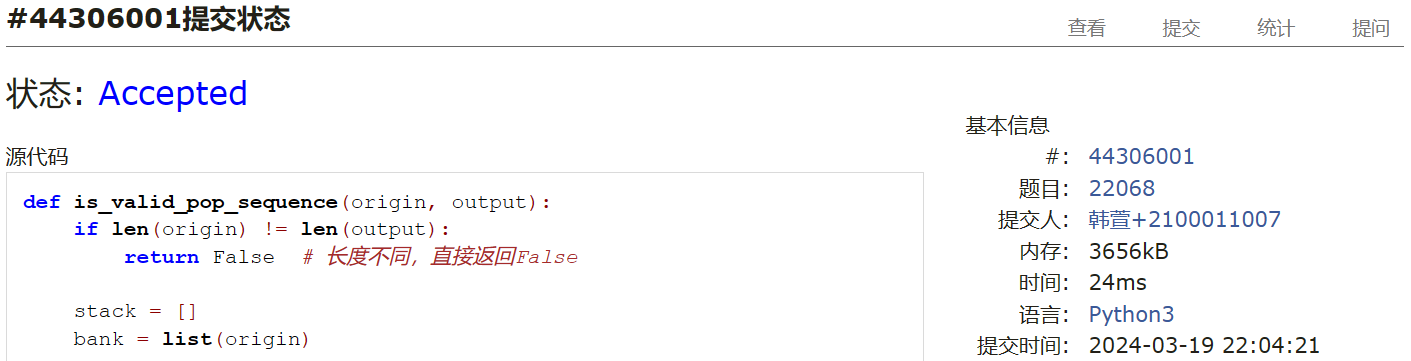 #44306001提交状态
查看 提交 统计 提问
状态: Accepted
源代码
def is_valid_pop_sequence(origin, output):
    if len(origin) != len(output):
        return False  # 长度不同，直接返回False
    stack = []
    bank = list(origin)
基本信息
#: 44306001
题目: 22068
提交人: 韩萱+2100011007
内存: 3656kB
时间: 24ms
语言: Python3
提交时间: 2024-03-19 22:04:21